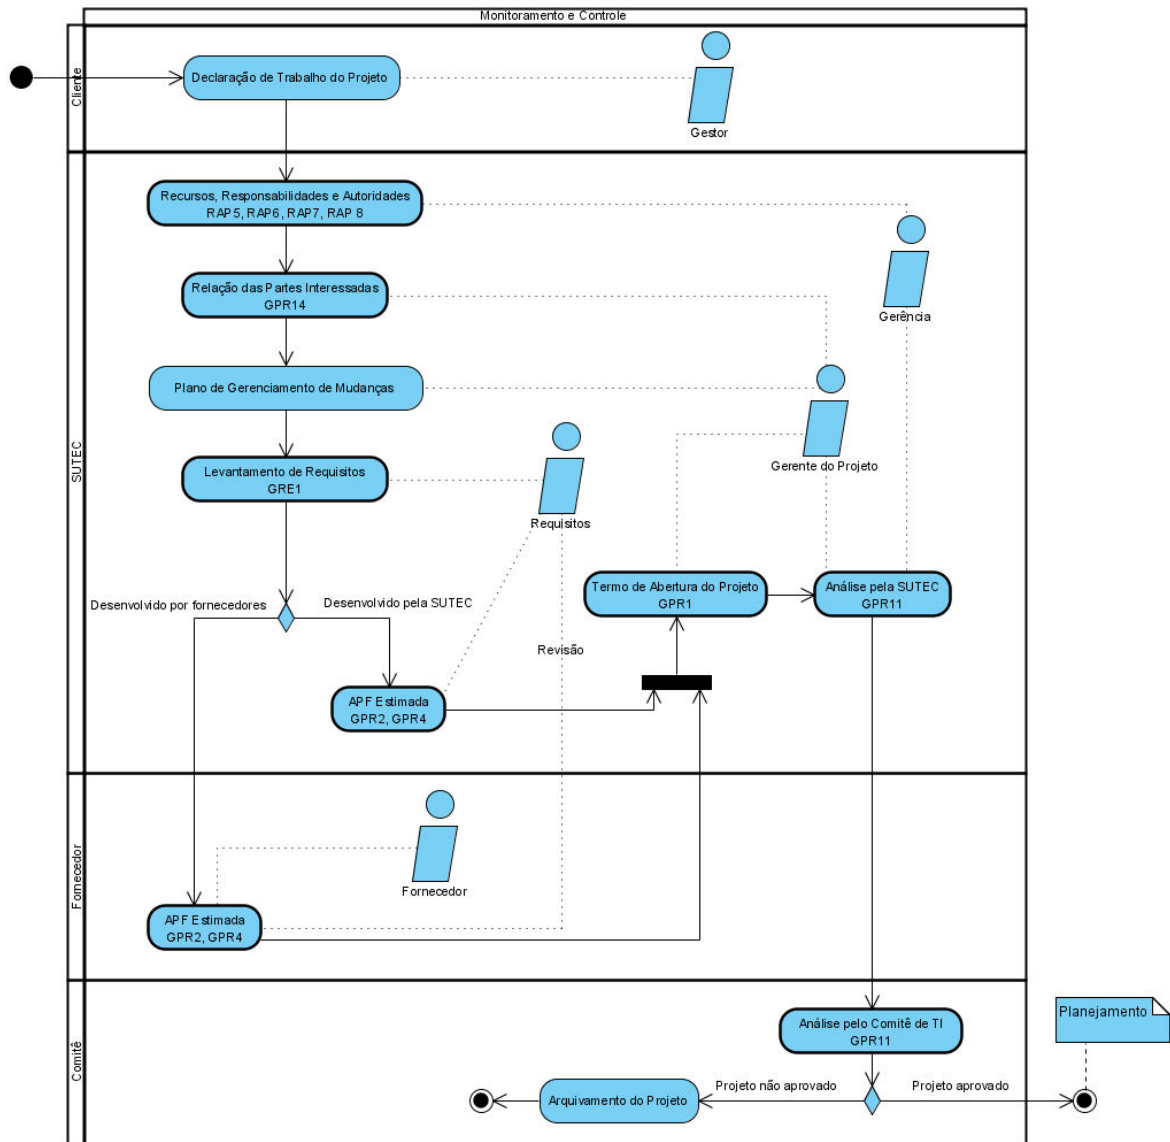 Monitoramento e Controle
Cliente
Declaração de Trabalho do Projeto
Gestor
SUTEC
Recursos, Responsabilidades e Autoridades
RAP5, RAP6, RAP7, RAP 8
Gerência
Relação das Partes Interessadas
GPR14
Plano de Gerenciamento de Mudanças
Gerente do Projeto
Levantamento de Requisitos
GRE1
Requisitos
Desenvolvido por fornecedores
Desenvolvido pela SUTEC
Termo de Abertura do Projeto
GPR1
Análise pela SUTEC
GPR11
Revisão
APF Estimada
GPR2, GPR4
Fornecedor
Fornecedor
APF Estimada
GPR2, GPR4
Comitê
Análise pelo Comitê de TI
GPR11
Planejamento
Projeto não aprovado
Projeto aprovado
Arquivamento do Projeto